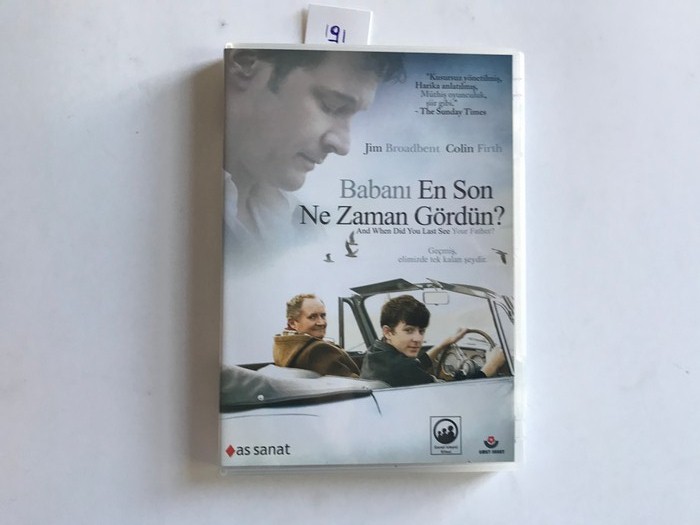 191
"Kusursuz yönetilmiş,
Harika anlatılmış,
Müthiş oyunculuk,
şiir gibi."
- The Sunday Times
Jim Broadbent Colin Firth
Babanı En Son
Ne Zaman Gördün?
And When Did You Last See Your Father?
Geçmiş,
elimizde tek kalan şeydir.
as sanat